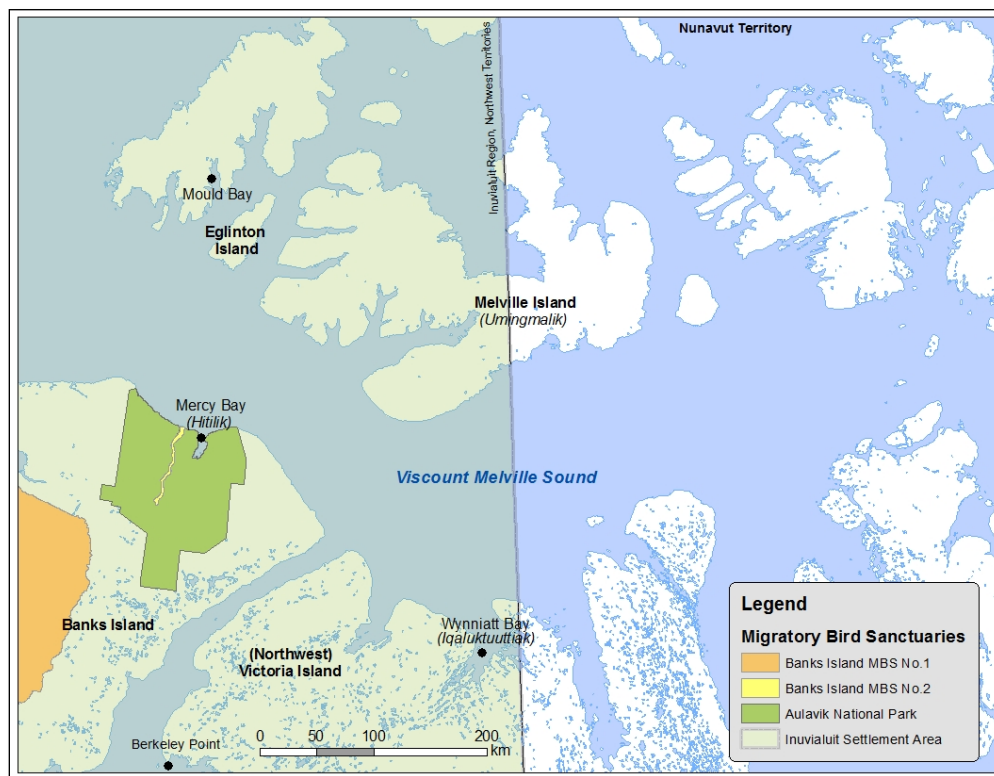 Nunavut Territory
Inuvialuit Region, Northwest Territories
Mould Bay
Eglinton
Island
Melville Island
(Umingmalik)
Mercy Bay
(Hitilik)
Viscount Melville Sound
Banks Island
(Northwest)
Victoria Island
Wynniatt Bay
(Iqaluktuuttiak)
Berkeley Point
0 50 100 200
km
Legend
Migratory Bird Sanctuaries
Banks Island MBS No.1
Banks Island MBS No.2
Aulavik National Park
Inuvialuit Settlement Area